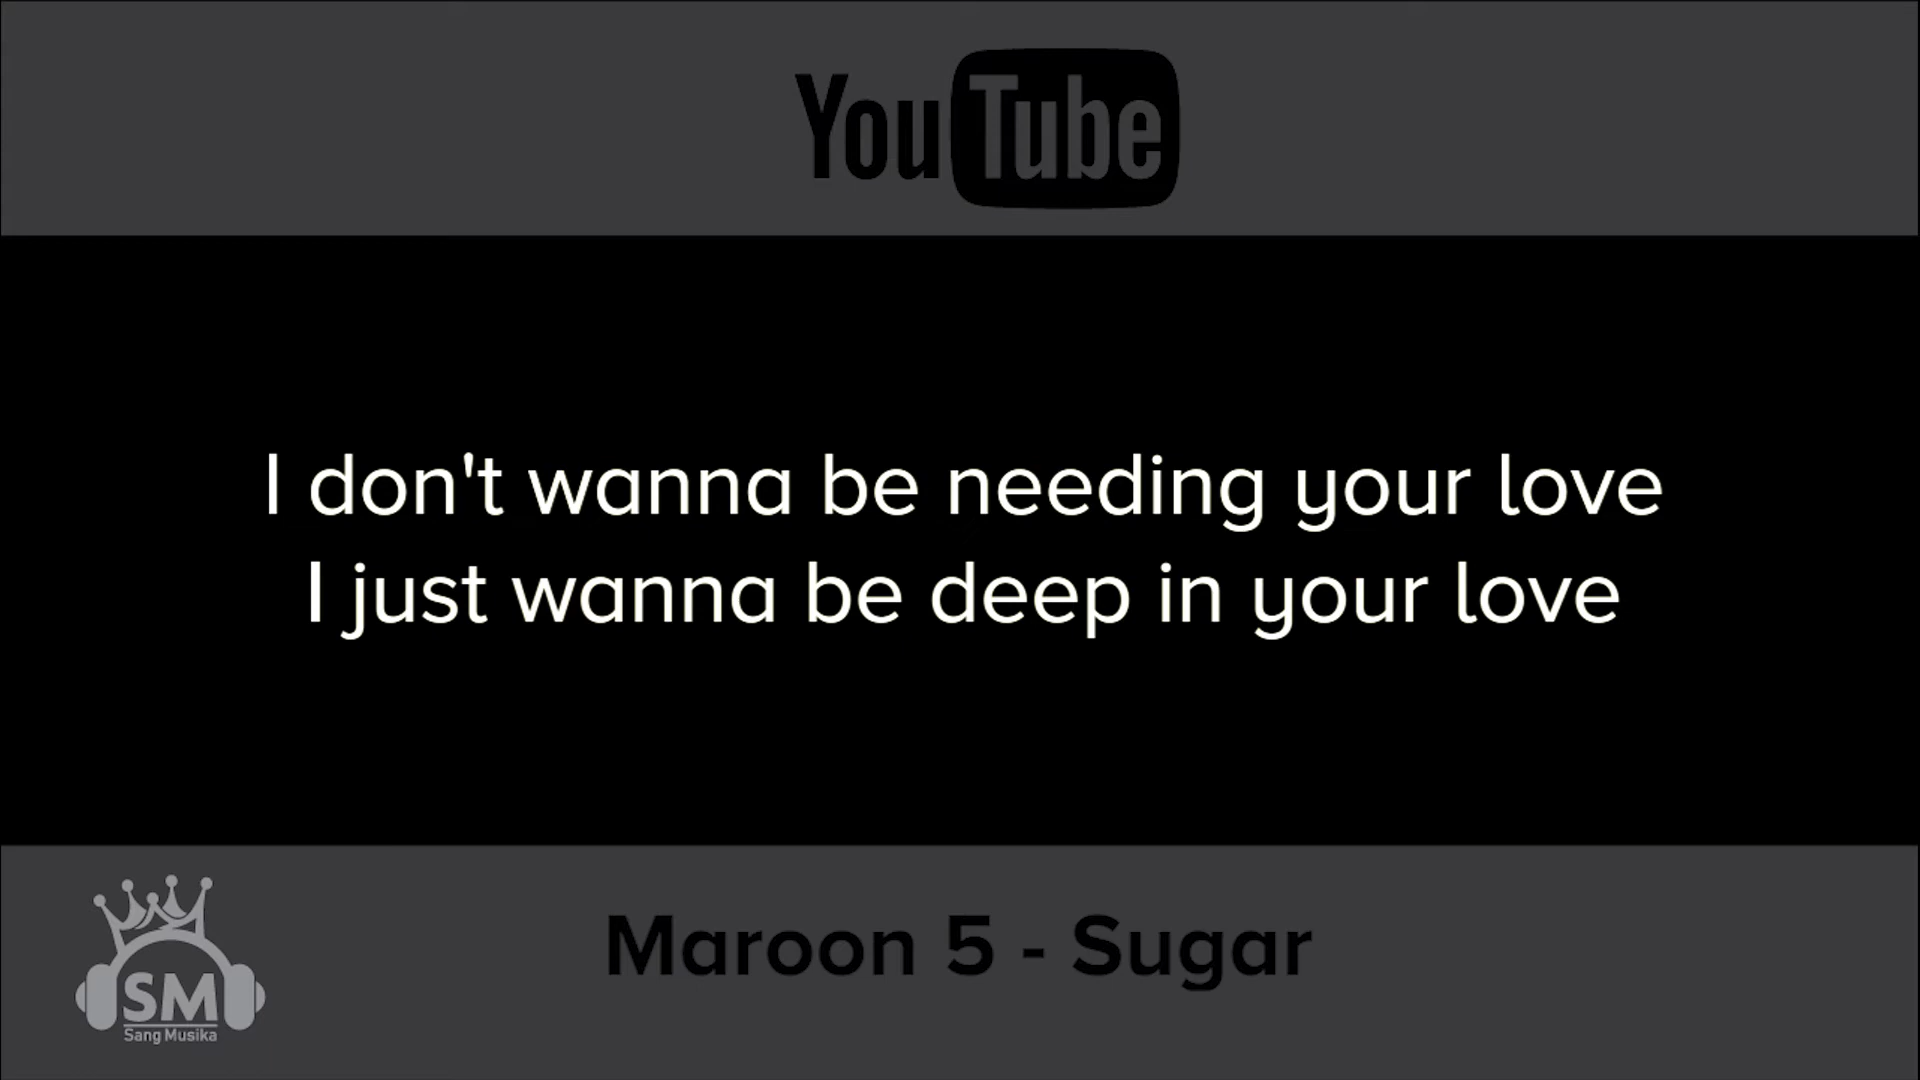 YouTube
I don't wanna be needing your love
I just wanna be deep in your love
Maroon 5 - Sugar
SM
Sang Musika